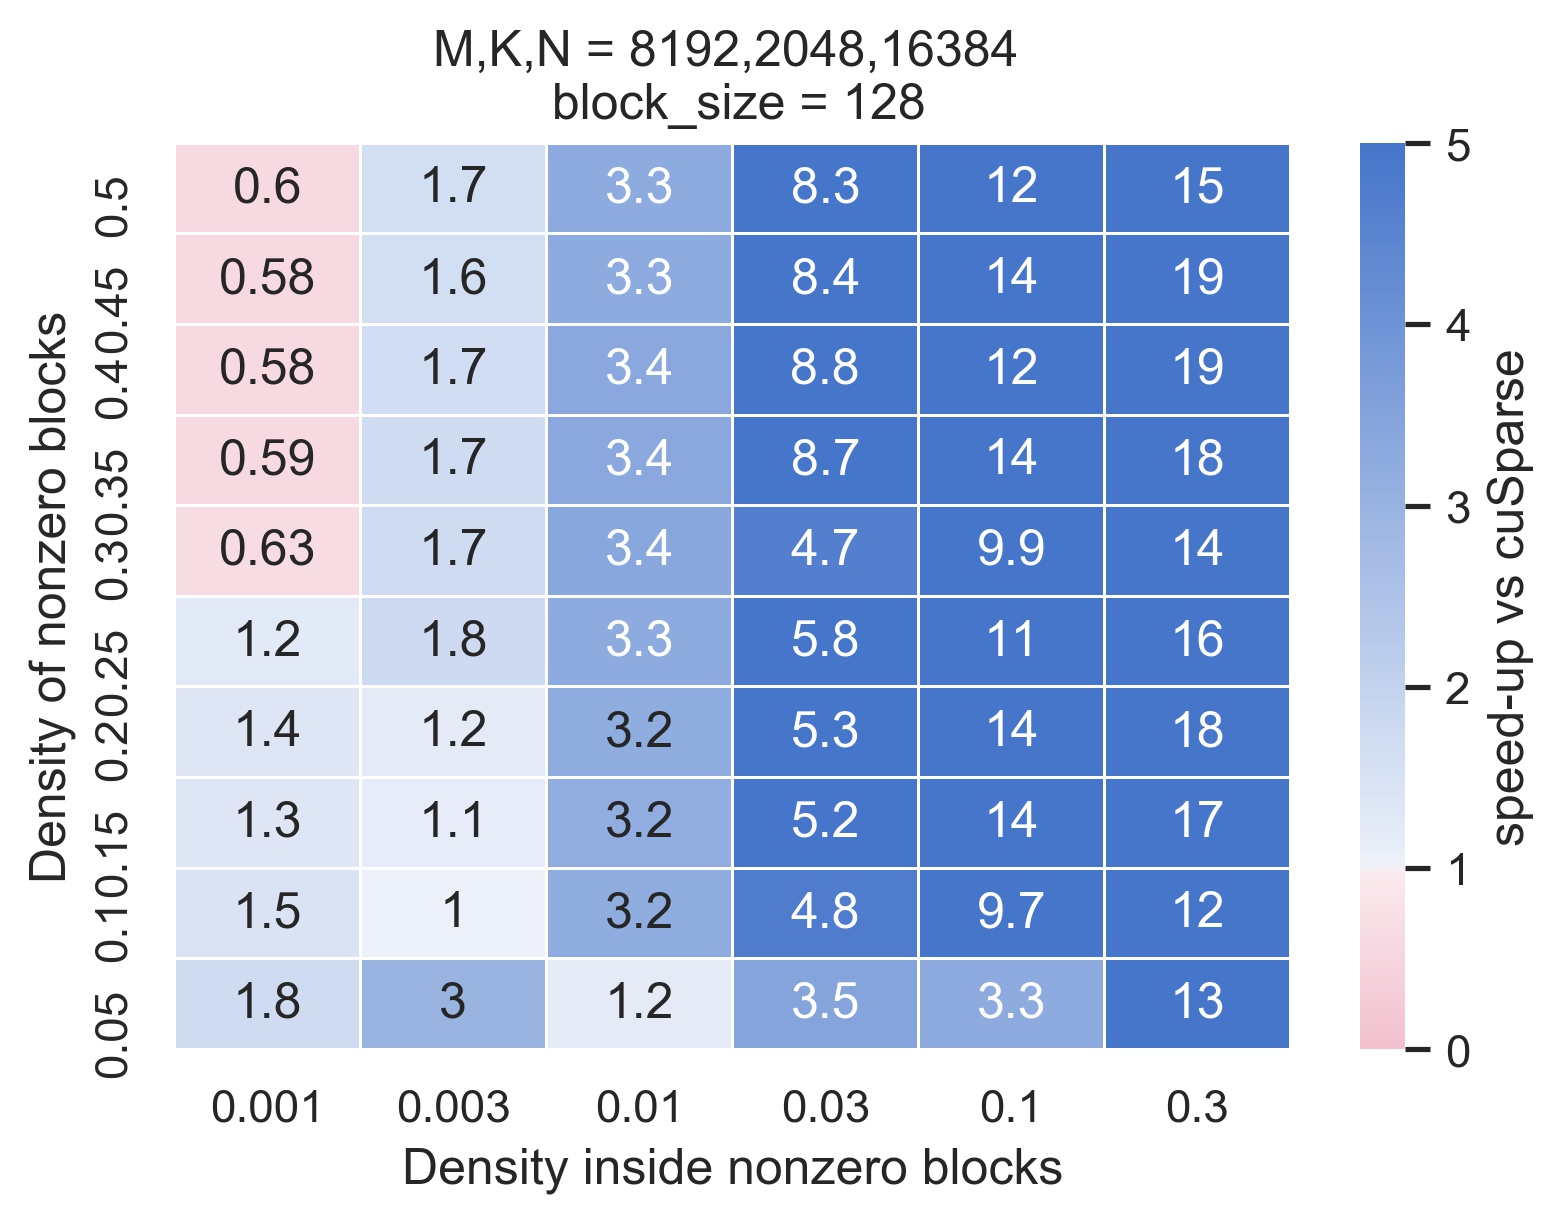 M,K,N = 8192,2048,16384
block_size = 128
Density of nonzero blocks
0.5 0.6 1.7 3.3 8.3 12 15
0.45 0.58 1.6 3.3 8.4 14 19
0.4 0.58 1.7 3.4 8.8 12 19
0.35 0.59 1.7 3.4 8.7 14 18
0.3 0.63 1.7 3.4 4.7 9.9 14
0.25 1.2 1.8 3.3 5.8 11 16
0.2 1.4 1.2 3.2 5.3 14 18
0.15 1.3 1.1 3.2 5.2 14 17
0.1 1.5 1 3.2 4.8 9.7 12
0.05 1.8 3 1.2 3.5 3.3 13
0.001 0.003 0.01 0.03 0.1 0.3
Density inside nonzero blocks
5
4
3
2
1
0
speed-up vs cuSparse